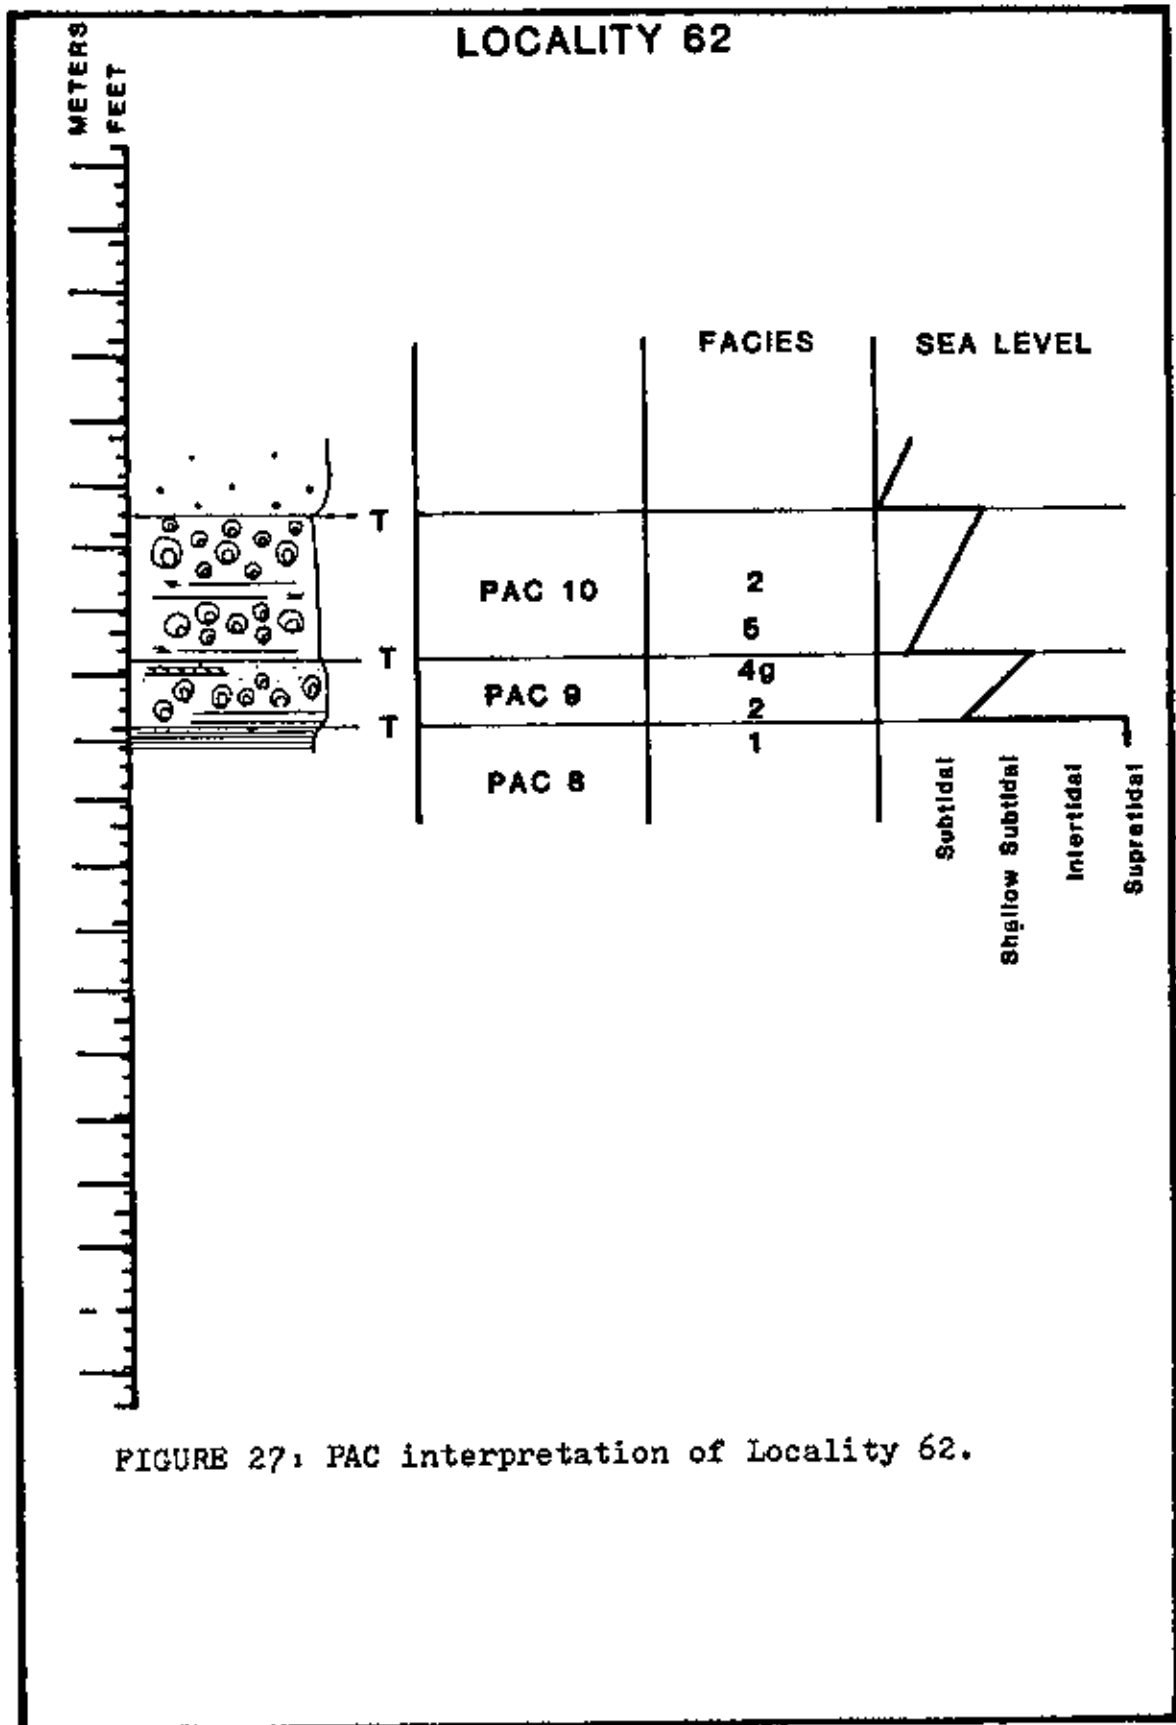 LOCALITY 62
METERS
FEET
FACIES
SEA LEVEL
T
PAC 10
2
5
T
4g
PAC 9
2
T
1
PAC 8
Subtidal
Shallow Subtidal
Intertidal
Supratidal
FIGURE 27: PAC interpretation of Locality 62.